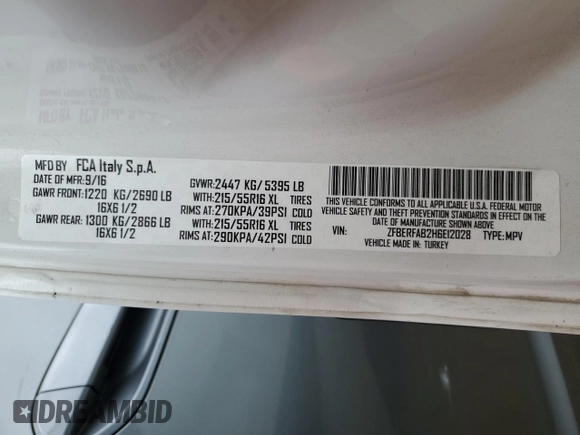 MFD BY FCA Italy S.p.A.
DATE OF MFR: 9/16 GVWR: 2447 KG/ 5395 LB
GAWR FRONT: 1220 KG/2690 LB WITH: 215/55R16 XL TIRES
16X6 1/2 RIMS AT: 270KPA/39PSI COLD
GAWR REAR: 1300 KG/2866 LB WITH: 215/55R16 XL TIRES
16X6 1/2 RIMS AT: 290KPA/42PSI COLD
THIS VEHICLE CONFORMS TO ALL APPLICABLE U.S.A. FEDERAL MOTOR
VEHICLE SAFETY AND THEFT PREVENTION STANDARDS IN EFFECT ON THE
DATE OF MANUFACTURE SHOWN ABOVE
VIN: ZFBERFAB2H6E12028 TYPE: MPV
VEHICLE MADE IN: TURKEY
DREAMBID